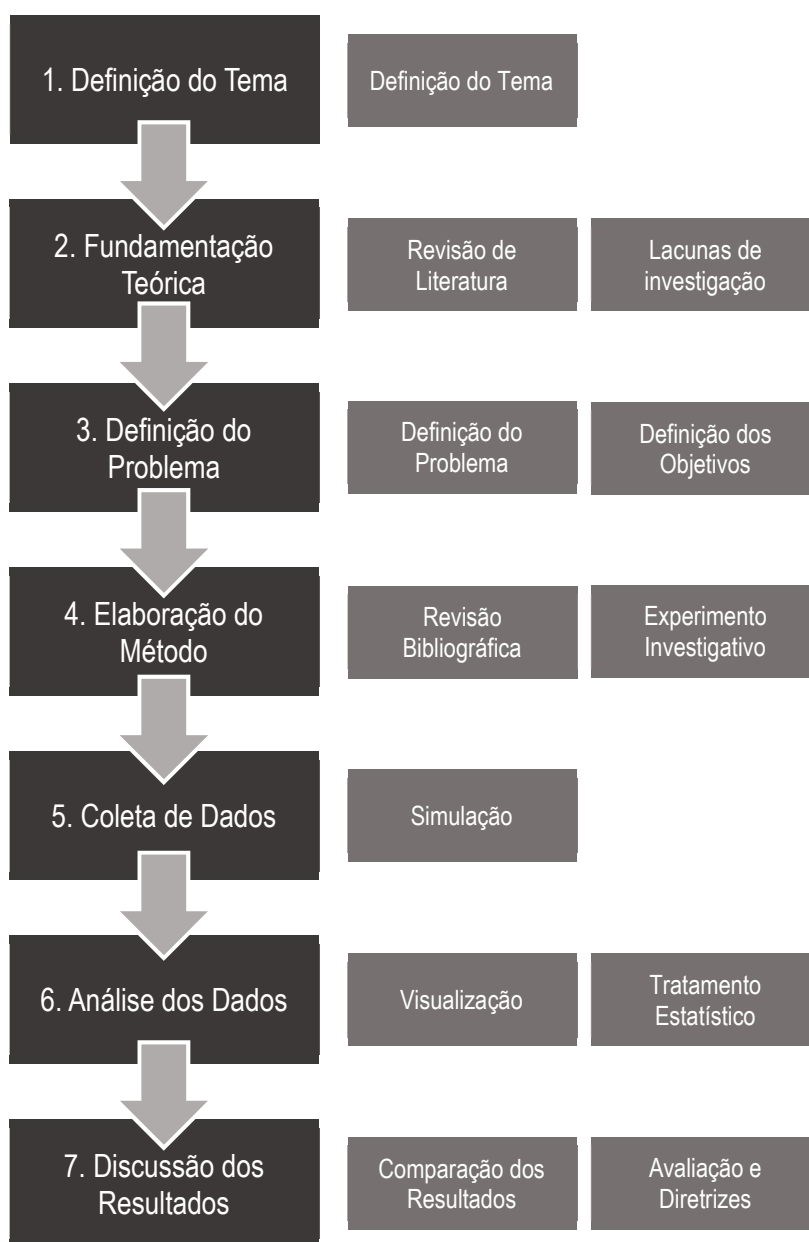 1. Definição do Tema
Definição do Tema
2. Fundamentação
Teórica
Revisão de
Literatura
Lacunas de
investigação
3. Definição do
Problema
Definição do
Problema
Definição dos
Objetivos
4. Elaboração do
Método
Revisão
Bibliográfica
Experimento
Investigativo
5. Coleta de Dados
Simulação
6. Análise dos Dados
Visualização
Tratamento
Estatístico
7. Discussão dos
Resultados
Comparação dos
Resultados
Avaliação e
Diretrizes